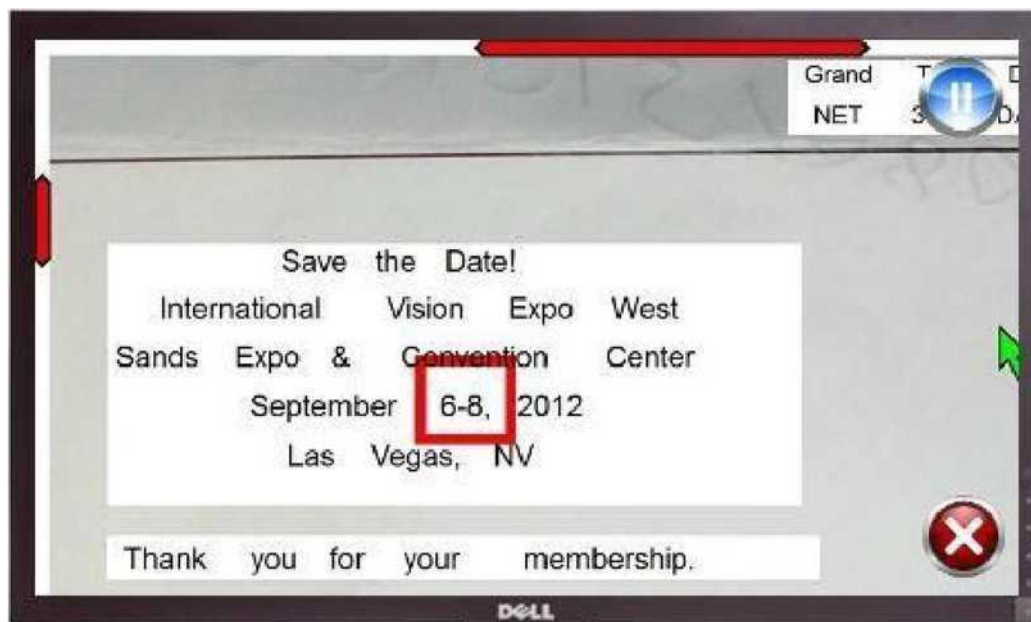 Grand
NET
Save the Date!
International Vision Expo West
Sands Expo & Convention Center
September 6-8, 2012
Las Vegas, NV
Thank you for your membership.
DELL